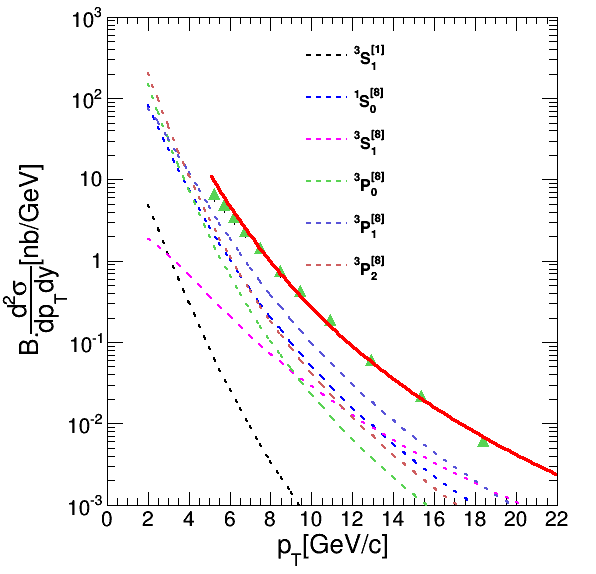 10³
10²
10
1
10⁻¹
10⁻²
10⁻³
B.d²σ/dp_T dy[nb/GeV]
³S₁^[1]
¹S₀^[8]
³S₁^[8]
³P₀^[8]
³P₁^[8]
³P₂^[8]
0 2 4 6 8 10 12 14 16 18 20 22
p_T[GeV/c]